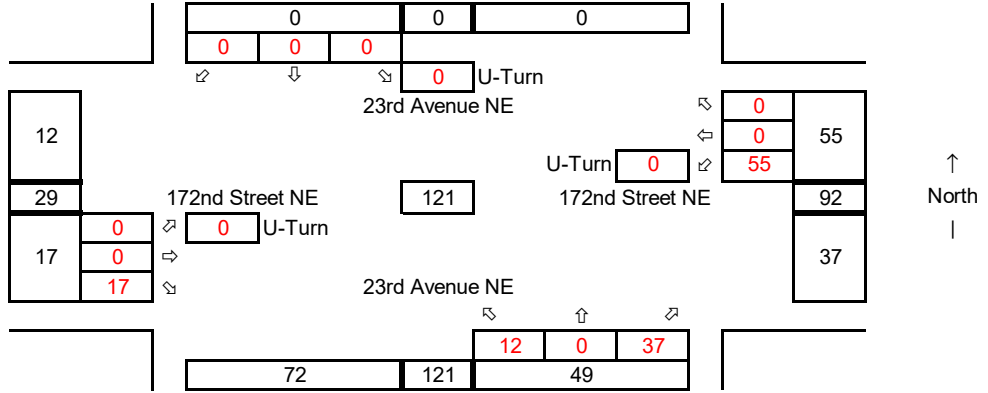 0 0 0
0 0 0
⬃ ⇩ ⬂ 0 U-Turn
23rd Avenue NE
⬁ 0
12 ⇦ 0 55
U-Turn 0 ⬃ 55 ↑
29 172nd Street NE 121 172nd Street NE 92 North
0 ⬀ 0 U-Turn |
17 0 ⇨ 37
17 ⬂ 23rd Avenue NE
⬁ ⇧ ⬀
12 0 37
72 121 49